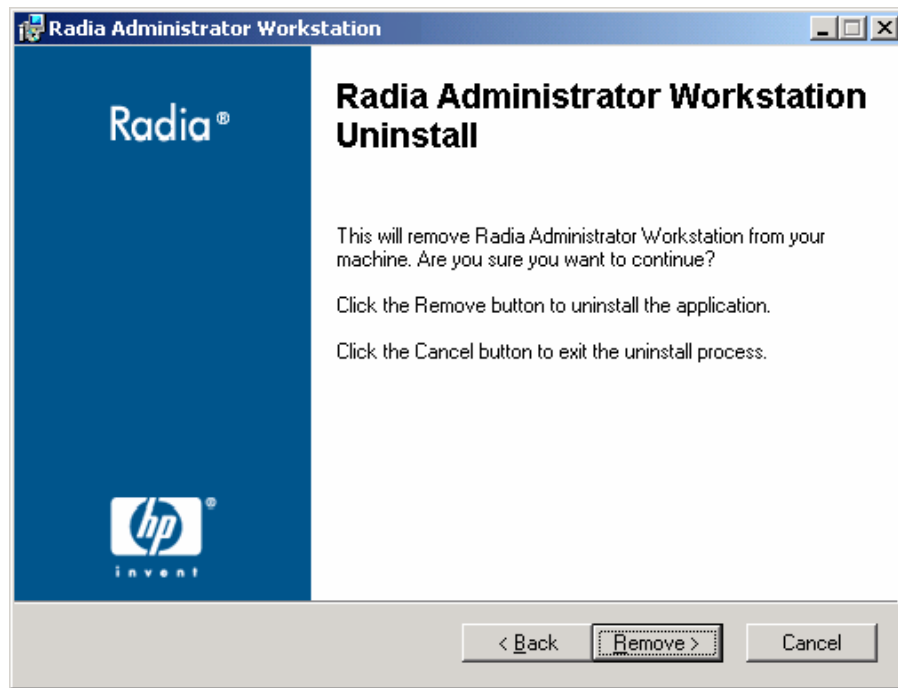 Radia Administrator Workstation
Radia®
Radia Administrator Workstation
Uninstall
This will remove Radia Administrator Workstation from your
machine. Are you sure you want to continue?
Click the Remove button to uninstall the application.
Click the Cancel button to exit the uninstall process.
hp®
invent
< Back
Remove >
Cancel